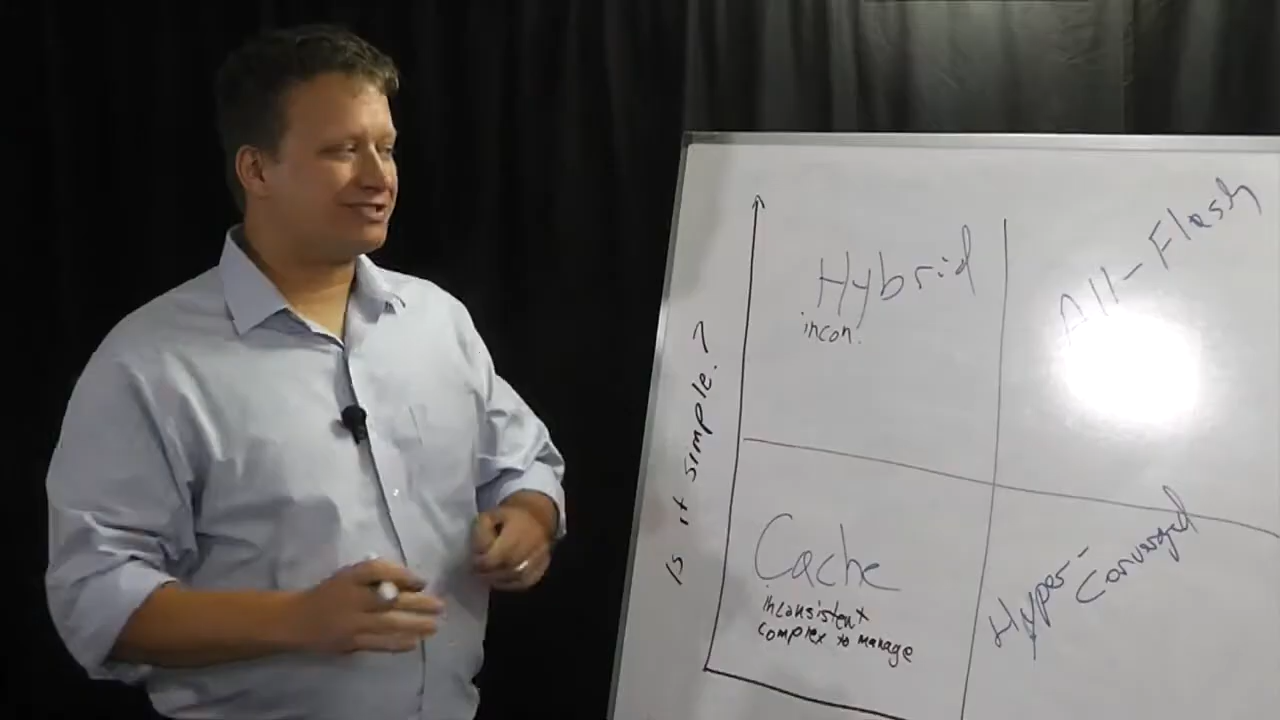 Hybrid
incon.
All-Flash
Is it simple?
Cache
inconsistent
complex to manage
Hyper-
Converged